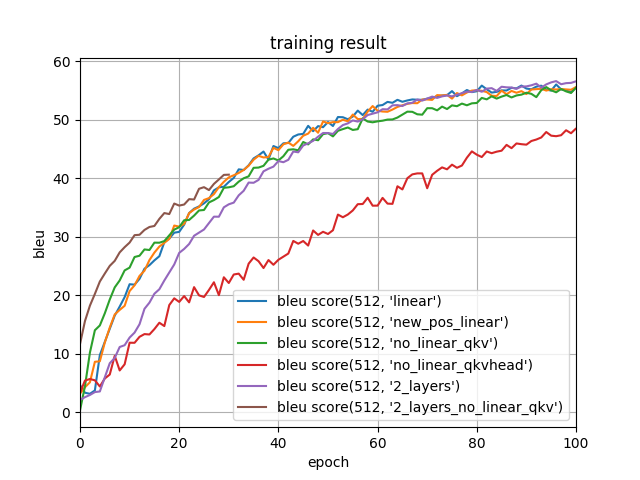 training result
60
50
40
30
20
10
0
bleu
bleu score(512, 'linear')
bleu score(512, 'new_pos_linear')
bleu score(512, 'no_linear_qkv')
bleu score(512, 'no_linear_qkvhead')
bleu score(512, '2_layers')
bleu score(512, '2_layers_no_linear_qkv')
0 20 40 60 80 100
epoch